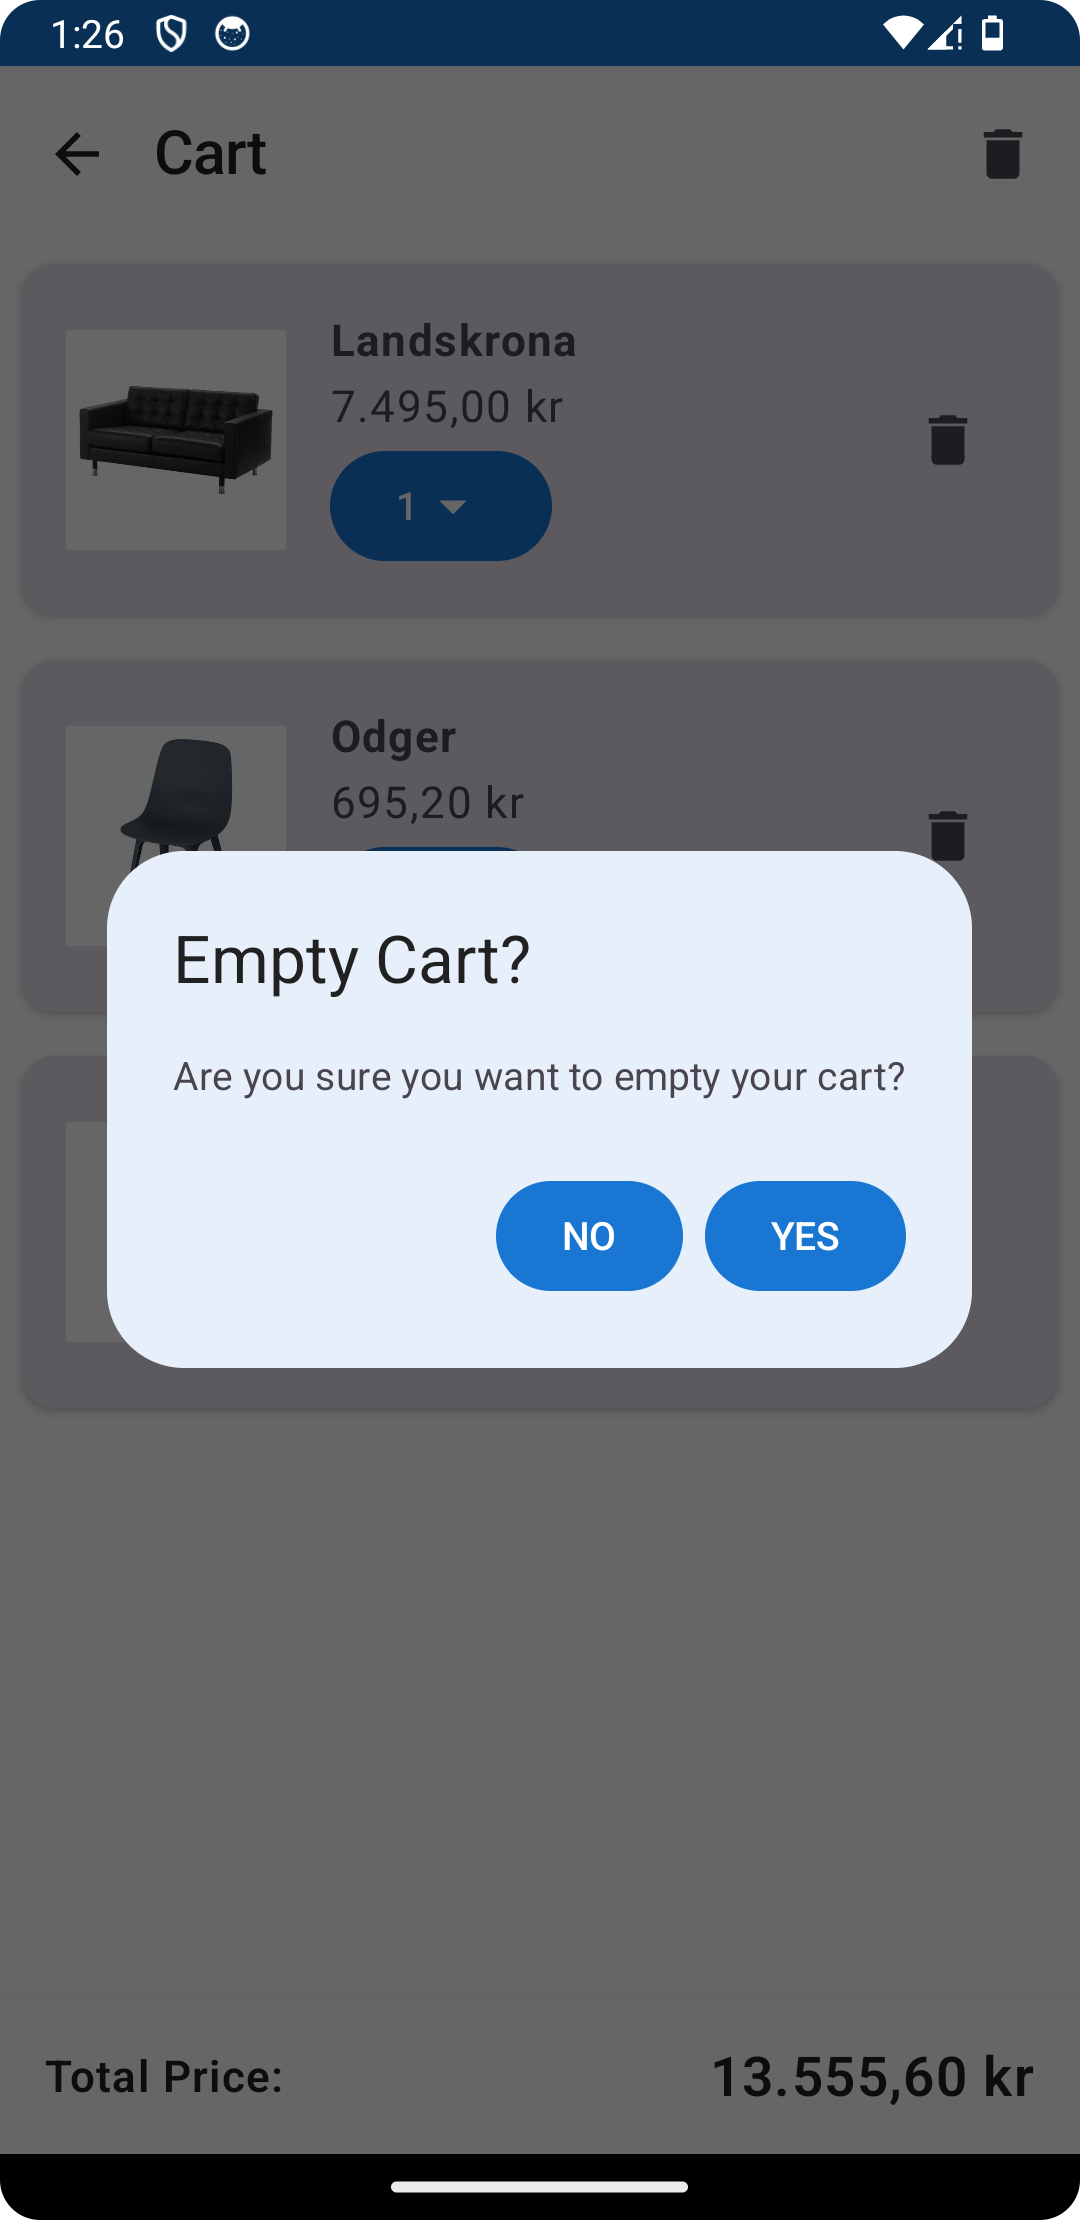 1:26
Cart
Landskrona
7.495,00 kr
1
Odger
695,20 kr
Empty Cart?
Are you sure you want to empty your cart?
NO
YES
Total Price:
13.555,60 kr